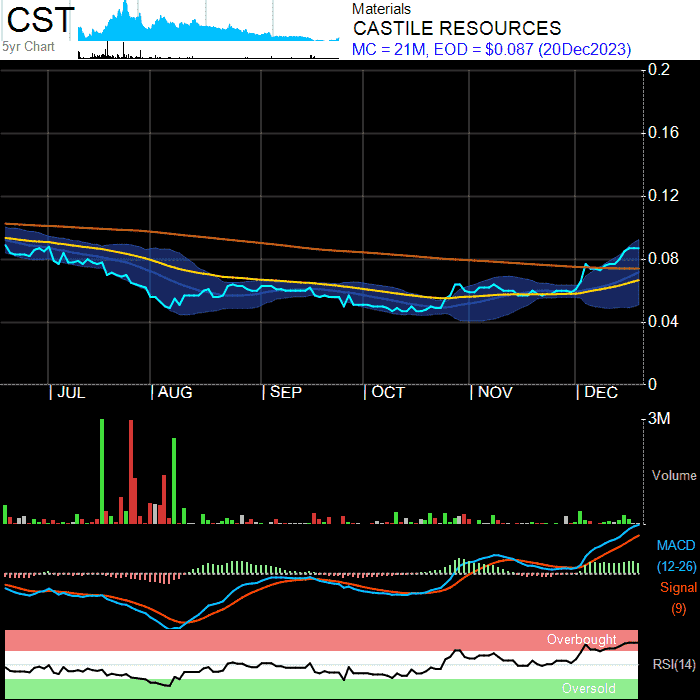 CST
5yr Chart
Materials
CASTILE RESOURCES
MC = 21M, EOD = $0.087 (20Dec2023)
0.2
0.16
0.12
0.08
0.04
0
JUL AUG SEP OCT NOV DEC
3M
Volume
MACD
(12-26)
Signal
(9)
Overbought
RSI(14)
Oversold